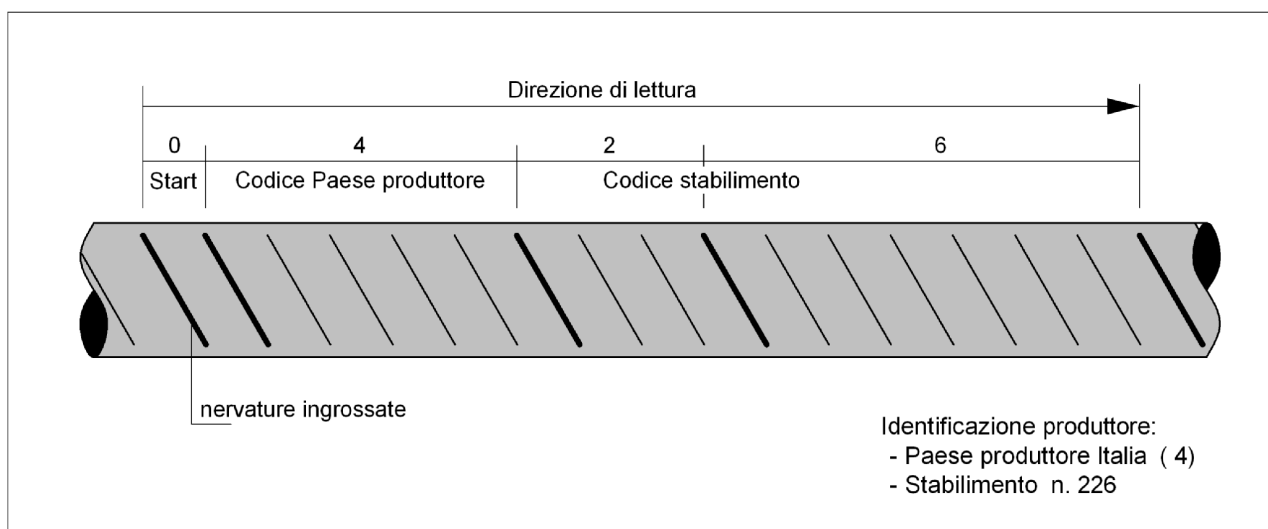 Direzione di lettura
0 4 2 6
Start Codice Paese produttore Codice stabilimento
nervature ingrossate
Identificazione produttore:
- Paese produttore Italia ( 4)
- Stabilimento n. 226